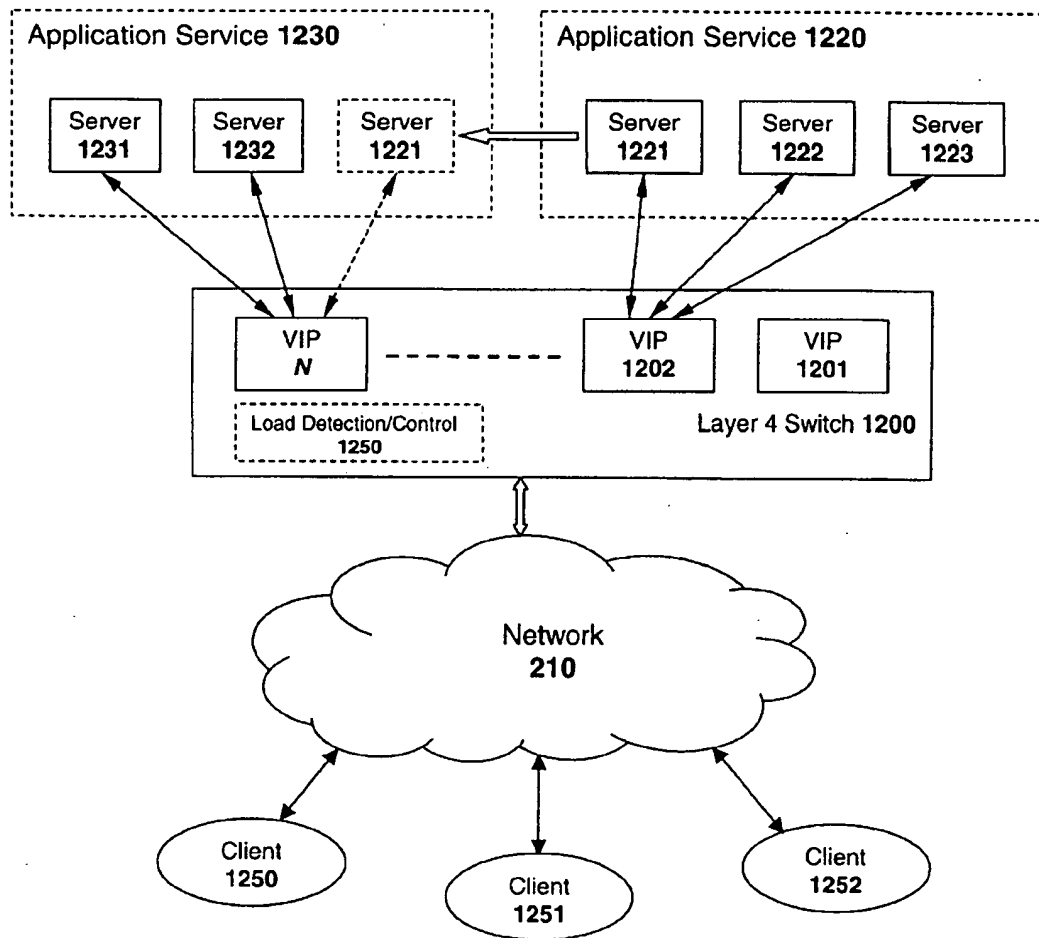 Application Service 1230
Application Service 1220
Server
1231
Server
1232
Server
1221
Server
1221
Server
1222
Server
1223
VIP
N
VIP
1202
VIP
1201
Load Detection/Control
1250
Layer 4 Switch 1200
Network
210
Client
1250
Client
1251
Client
1252